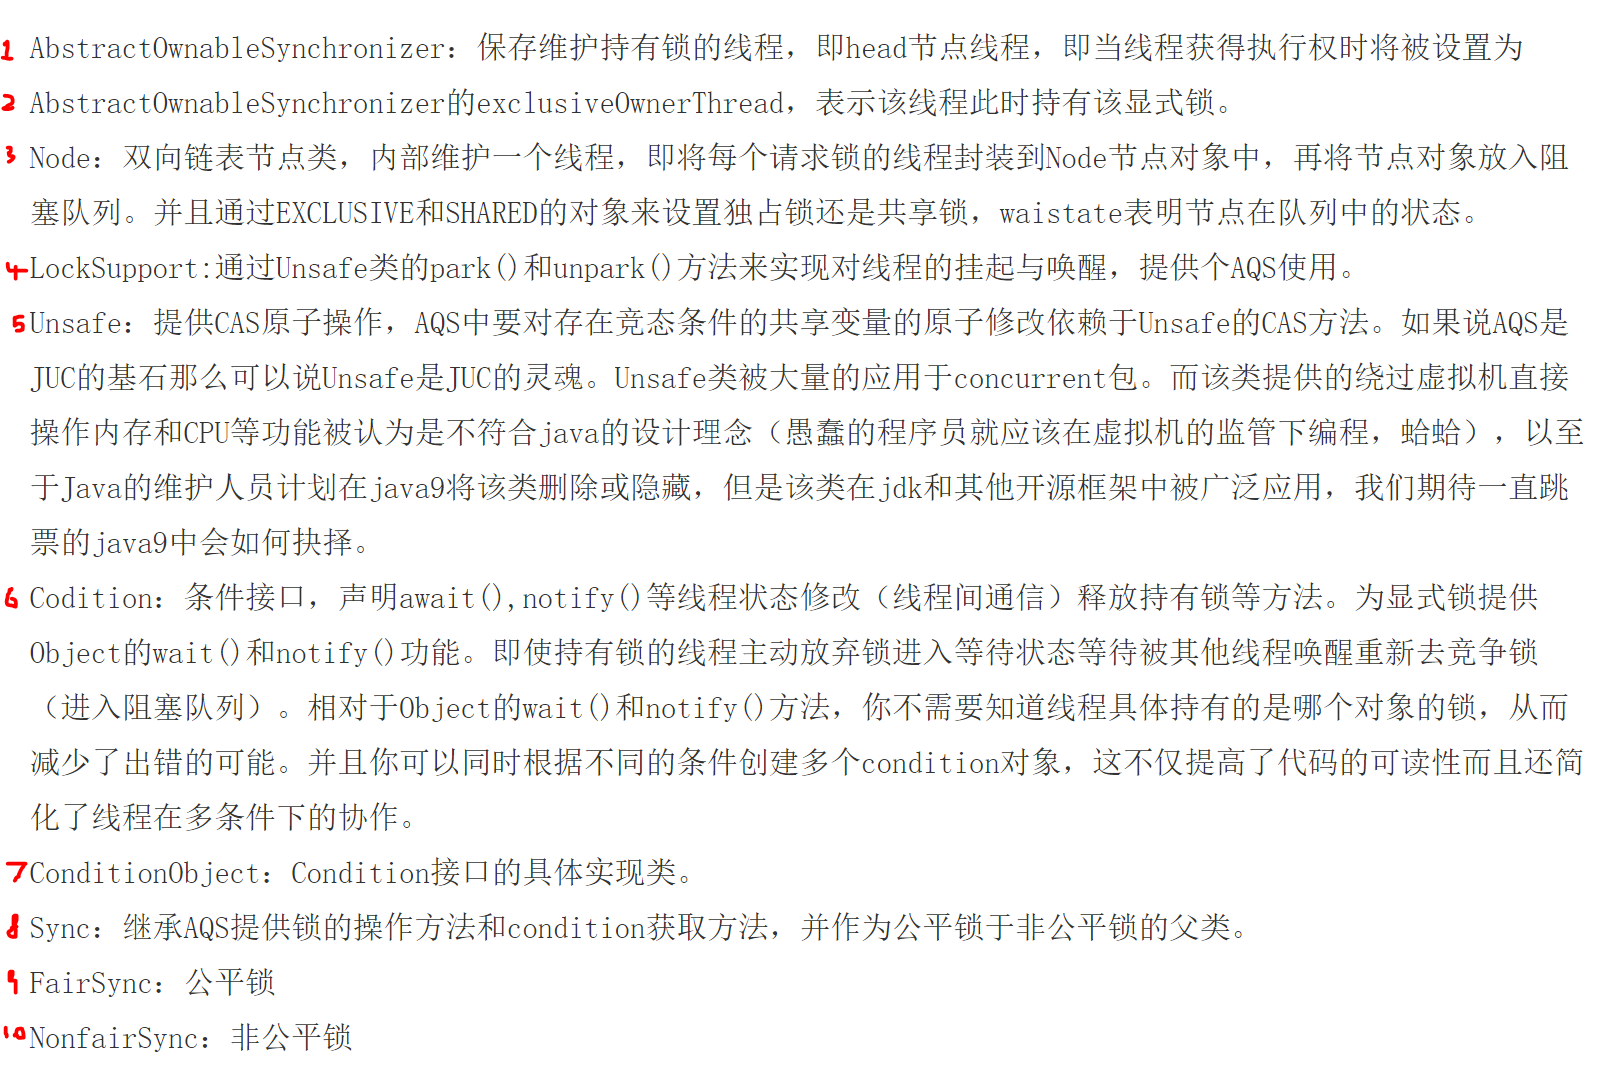 1 AbstractOwnableSynchronizer：保存维护持有锁的线程，即head节点线程，即当线程获得执行权时将被设置为
2 AbstractOwnableSynchronizer的exclusiveOwnerThread，表示该线程此时持有该显式锁。
3 Node：双向链表节点类，内部维护一个线程，即将每个请求锁的线程封装到Node节点对象中，再将节点对象放入阻
塞队列。并且通过EXCLUSIVE和SHARED的对象来设置独占锁还是共享锁，waistate表明节点在队列中的状态。
4 LockSupport:通过Unsafe类的park()和unpark()方法来实现对线程的挂起与唤醒，提供个AQS使用。
5 Unsafe：提供CAS原子操作，AQS中要对存在竞态条件的共享变量的原子修改依赖于Unsafe的CAS方法。如果说AQS是
JUC的基石那么可以说Unsafe是JUC的灵魂。Unsafe类被大量的应用于concurrent包。而该类提供的绕过虚拟机直接
操作内存和CPU等功能被认为是不符合java的设计理念（愚蠢的程序员就应该在虚拟机的监管下编程，蛤蛤），以至
于Java的维护人员计划在java9将该类删除或隐藏，但是该类在jdk和其他开源框架中被广泛应用，我们期待一直跳
票的java9中会如何抉择。
6 Codition：条件接口，声明await(),notify()等线程状态修改（线程间通信）释放持有锁等方法。为显式锁提供
Object的wait()和notify()功能。即使持有锁的线程主动放弃锁进入等待状态等待被其他线程唤醒重新去竞争锁
（进入阻塞队列）。相对于Object的wait()和notify()方法，你不需要知道线程具体持有的是哪个对象的锁，从而
减少了出错的可能。并且你可以同时根据不同的条件创建多个condition对象，这不仅提高了代码的可读性而且还简
化了线程在多条件下的协作。
7 ConditionObject：Condition接口的具体实现类。
8 Sync：继承AQS提供锁的操作方法和condition获取方法，并作为公平锁于非公平锁的父类。
9 FairSync：公平锁
10 NonfairSync：非公平锁